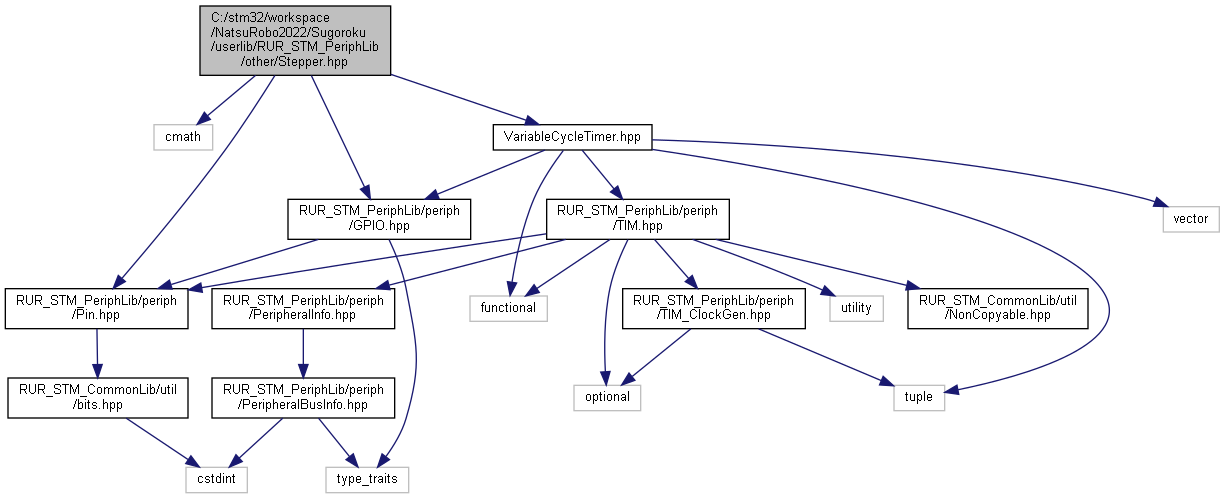 C:/stm32/workspace
/NatsuRobo2022/Sugoroku
/userlib/RUR_STM_PeriphLib
/other/Stepper.hpp
cmath
VariableCycleTimer.hpp
RUR_STM_PeriphLib/periph
/GPIO.hpp
RUR_STM_PeriphLib/periph
/TIM.hpp
vector
RUR_STM_PeriphLib/periph
/Pin.hpp
RUR_STM_PeriphLib/periph
/PeripheralInfo.hpp
functional
RUR_STM_PeriphLib/periph
/TIM_ClockGen.hpp
utility
RUR_STM_CommonLib/util
/NonCopyable.hpp
RUR_STM_CommonLib/util
/bits.hpp
RUR_STM_PeriphLib/periph
/PeripheralBusInfo.hpp
optional
tuple
cstdint
type_traits